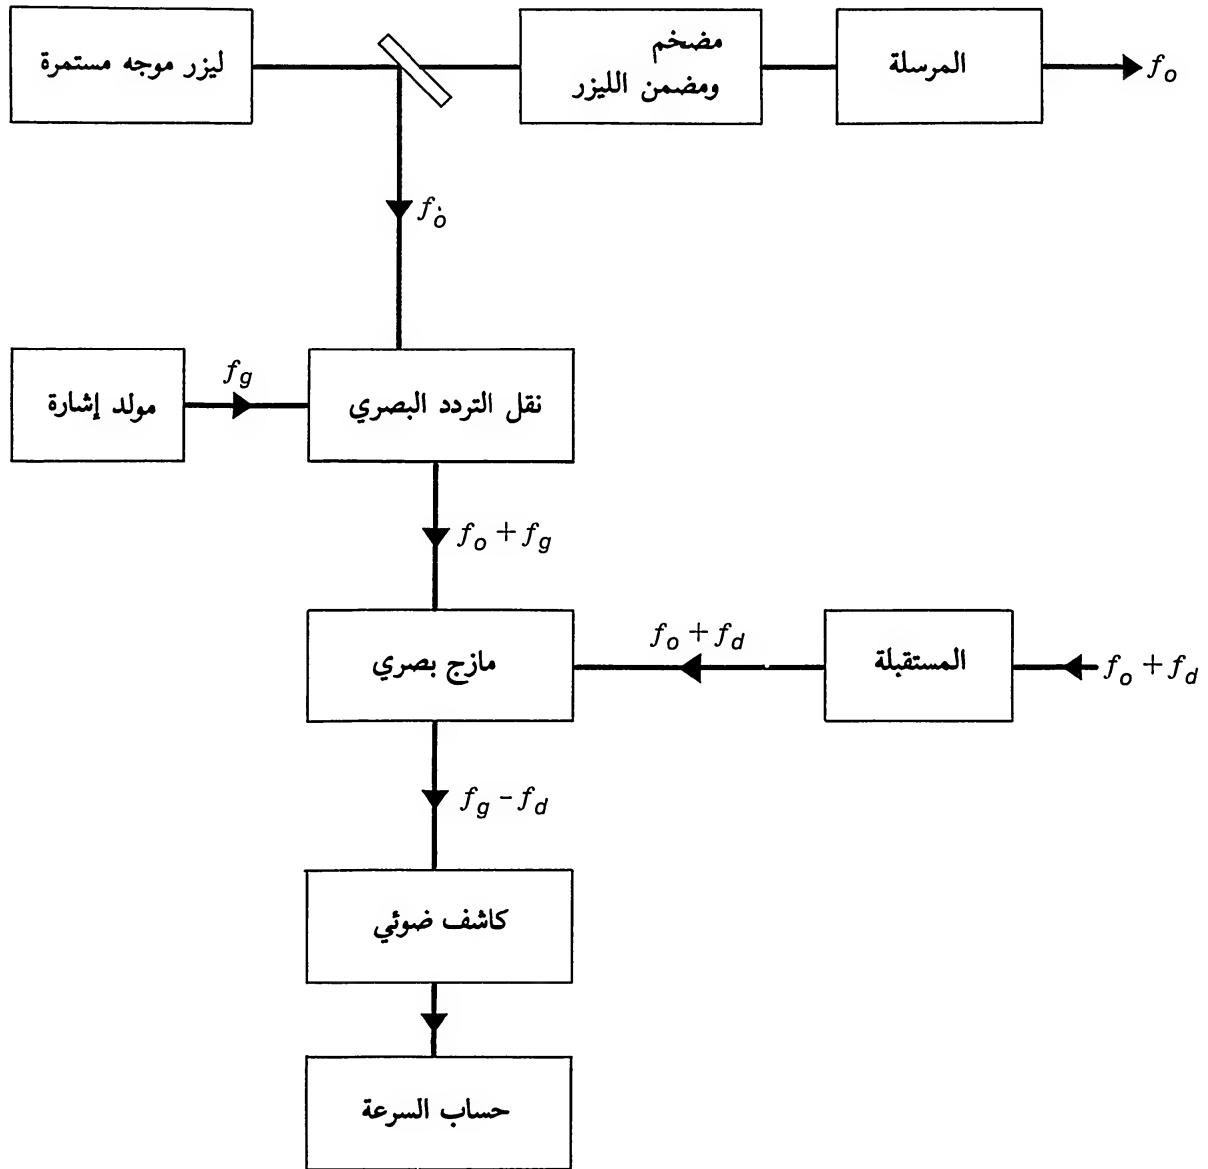 ليزر موجه مستمرة
مضخم
ومضمن الليزر
المرسلة
f_o
f_ȯ
مولد إشارة
f_g
نقل التردد البصري
f_o + f_g
مازج بصري
f_o + f_d
المستقبلة
f_o + f_d
f_g - f_d
كاشف ضوئي
حساب السرعة